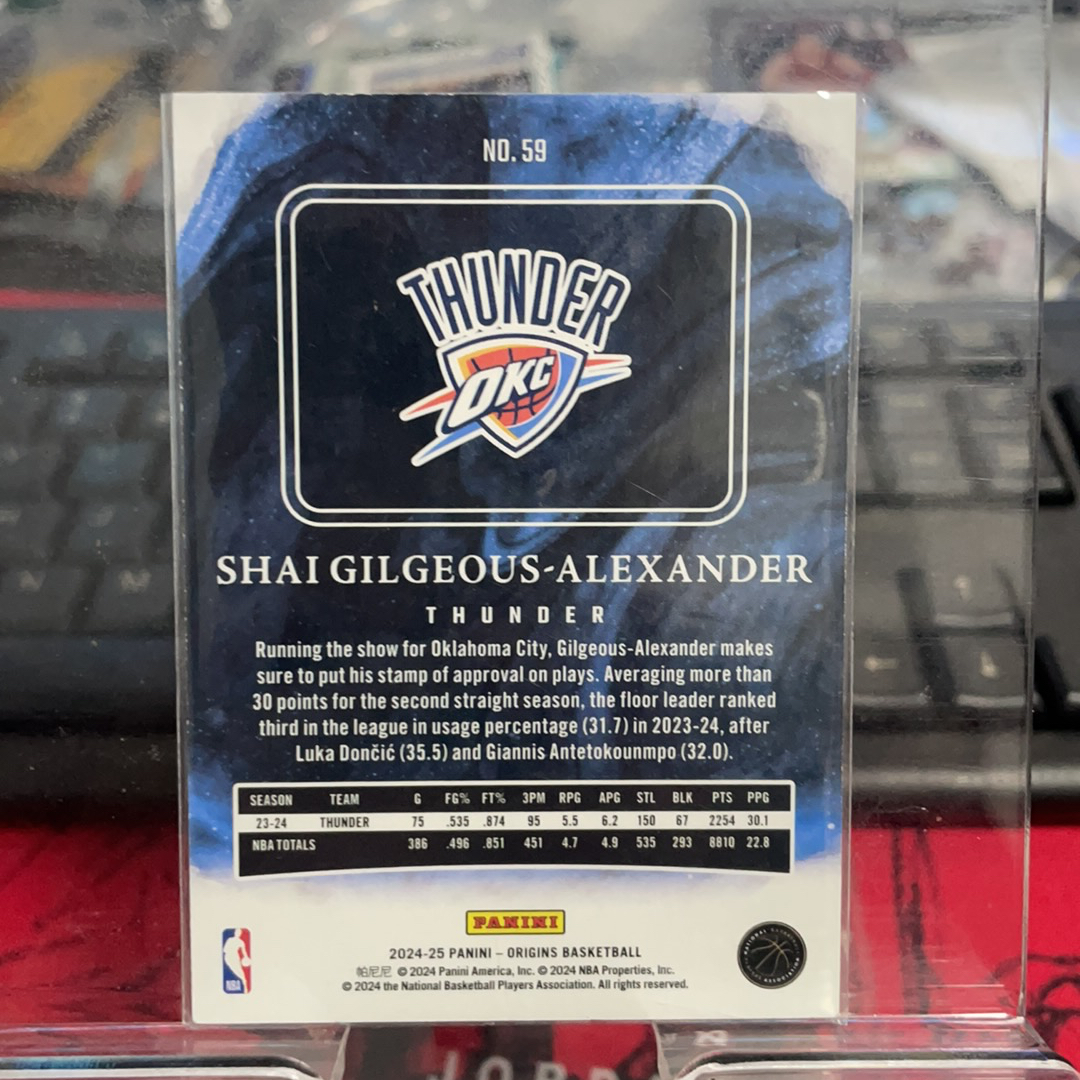 NO. 59
THUNDER
OKC
SHAI GILGEOUS-ALEXANDER
THUNDER
Running the show for Oklahoma City, Gilgeous-Alexander makes
sure to put his stamp of approval on plays. Averaging more than
30 points for the second straight season, the floor leader ranked
third in the league in usage percentage (31.7) in 2023-24, after
Luka Dončić (35.5) and Giannis Antetokounmpo (32.0).
SEASON TEAM G FG% FT% 3PM RPG APG STL BLK PTS PPG
23-24 THUNDER 75 .535 .874 95 5.5 6.2 150 67 2254 30.1
NBA TOTALS 386 .496 .851 451 4.7 4.9 535 293 8810 22.8
PANINI
2024-25 PANINI – ORIGINS BASKETBALL
帕尼尼 © 2024 Panini America, Inc. © 2024 NBA Properties, Inc.
© 2024 the National Basketball Players Association. All rights reserved.
NBA